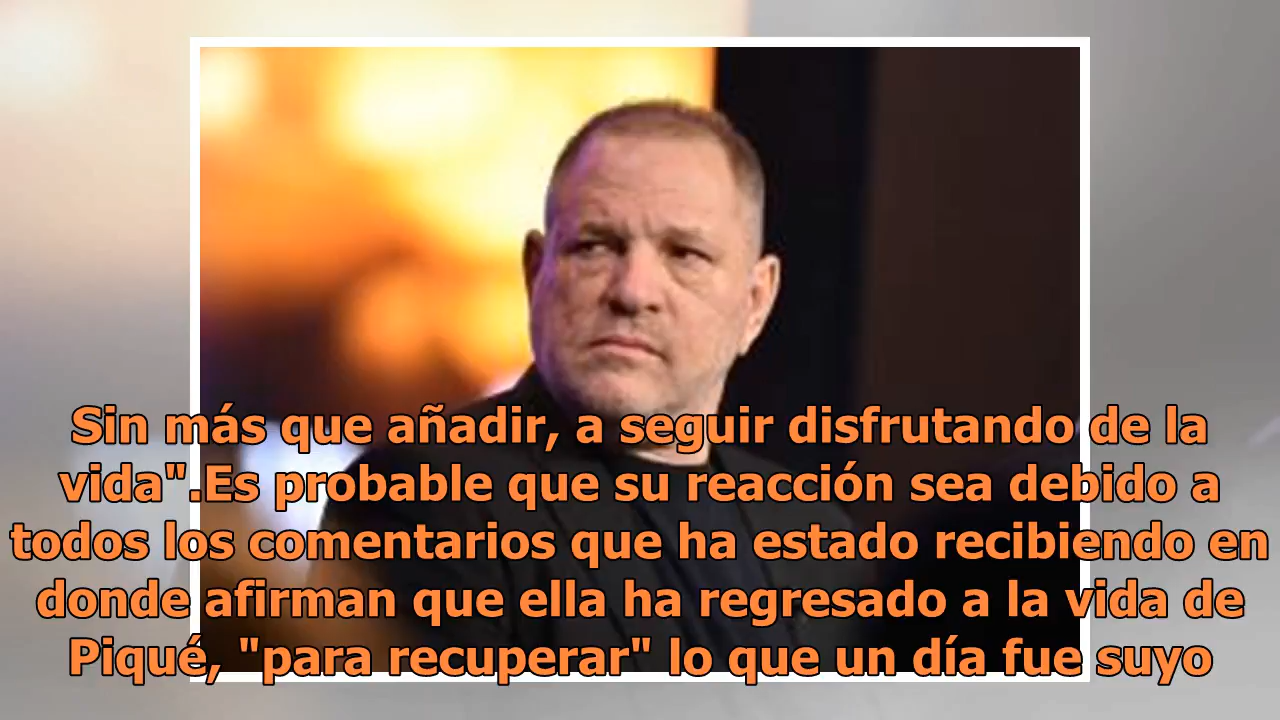 Sin más que añadir, a seguir disfrutando de la
vida".Es probable que su reacción sea debido a
todos los comentarios que ha estado recibiendo en
donde afirman que ella ha regresado a la vida de
Piqué, "para recuperar" lo que un día fue suyo